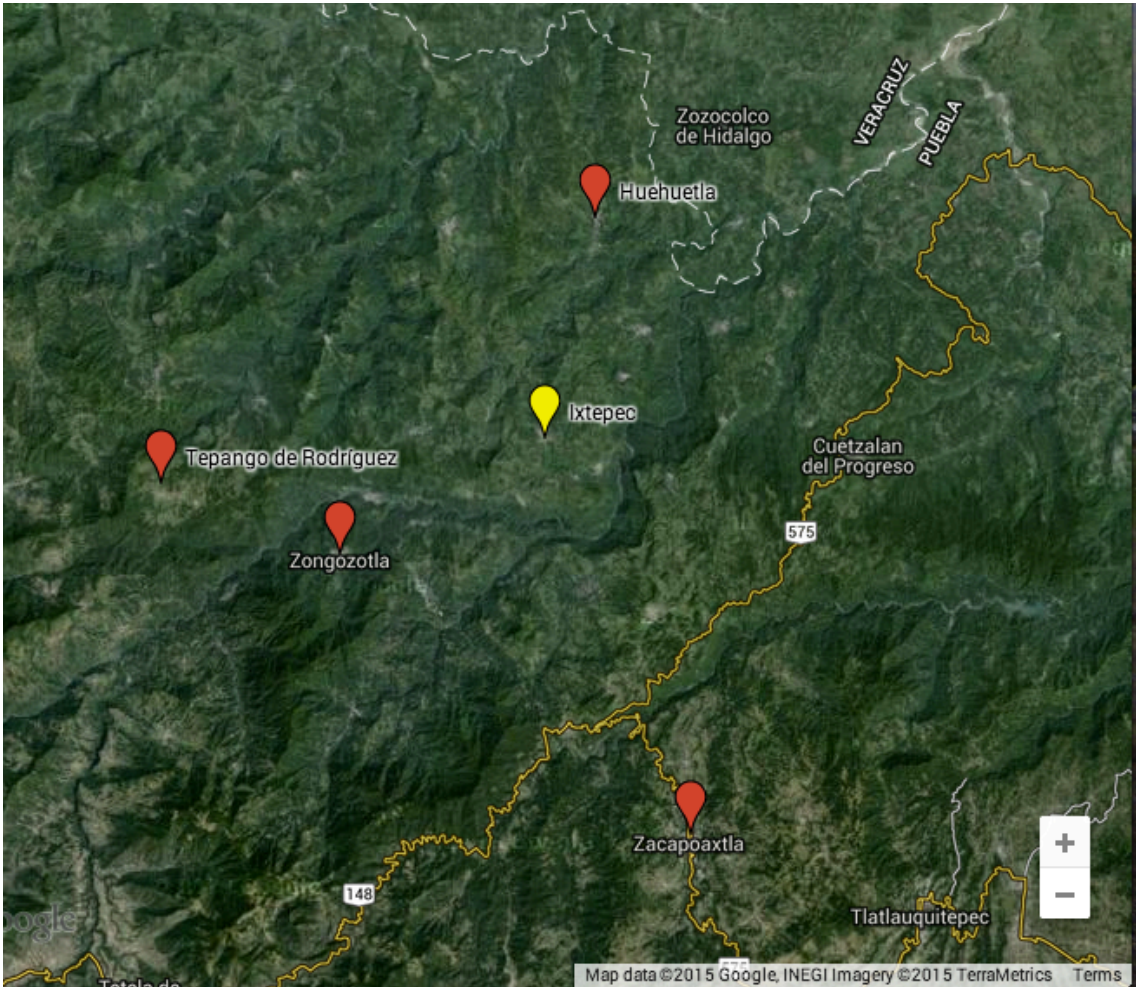 Zozocolco
de Hidalgo
VERACRUZ
PUEBLA
Huehuetla
Ixtepec
Tepango de Rodríguez
Cuetzalan
del Progreso
575
Zongozotla
Zacapoaxtla
148
Tlatlauquitepec
+
−
Map data ©2015 Google, INEGI Imagery ©2015 TerraMetrics Terms